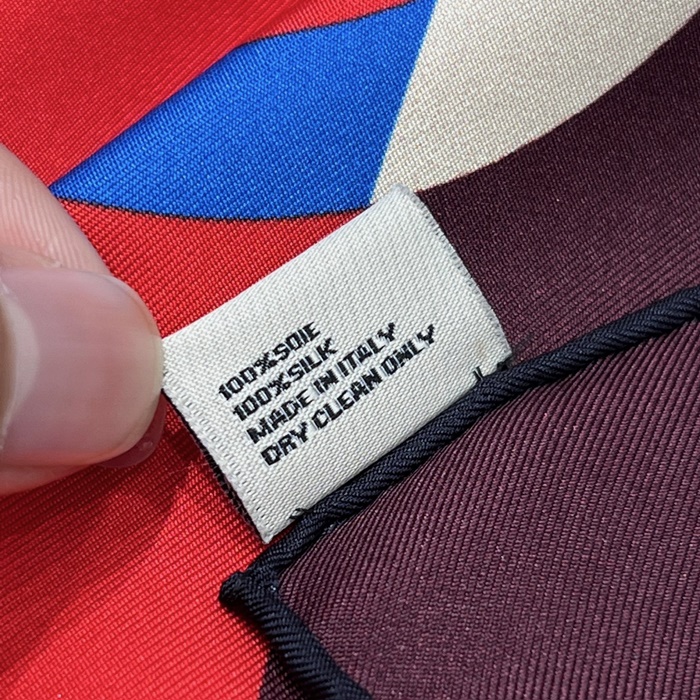 100%SOIE
100%SILK
MADE IN ITALY
DRY CLEAN ONLY